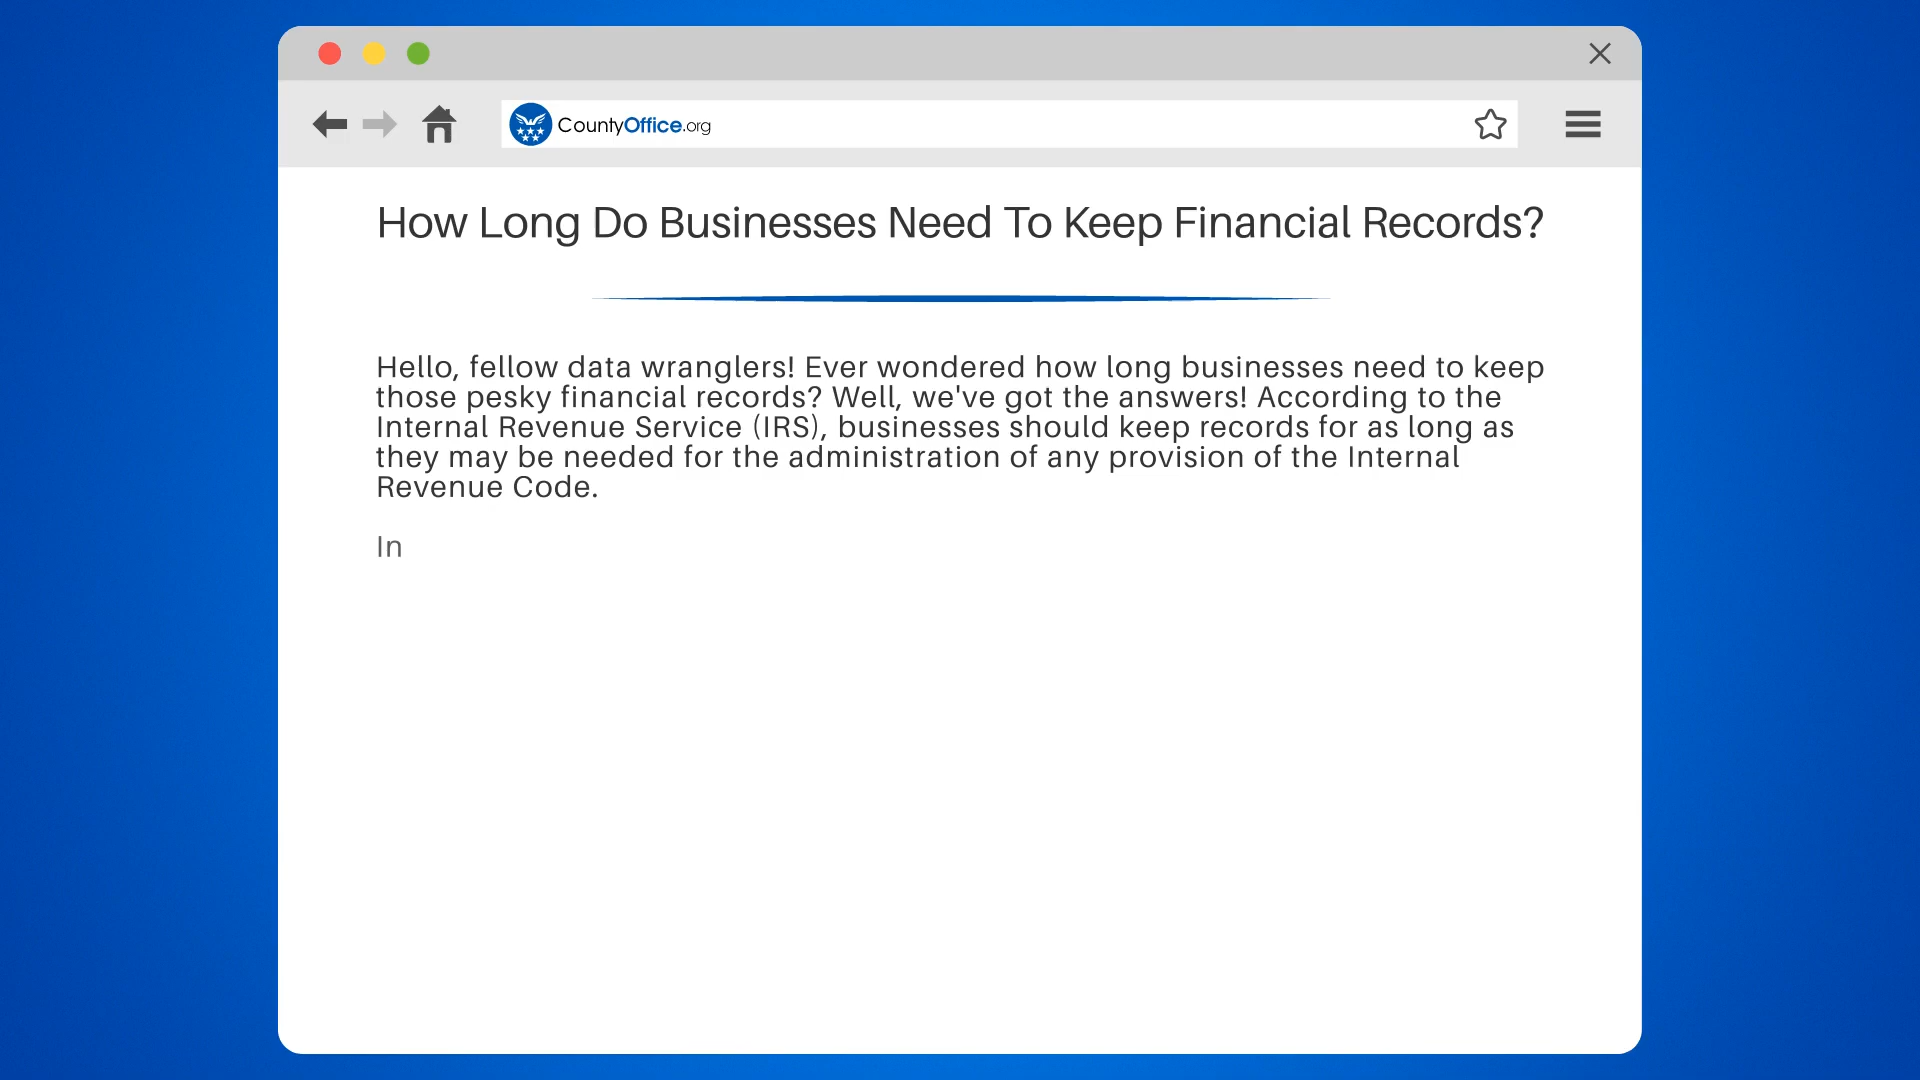 CountyOffice.org
How Long Do Businesses Need To Keep Financial Records?
Hello, fellow data wranglers! Ever wondered how long businesses need to keep
those pesky financial records? Well, we've got the answers! According to the
Internal Revenue Service (IRS), businesses should keep records for as long as
they may be needed for the administration of any provision of the Internal
Revenue Code.
In